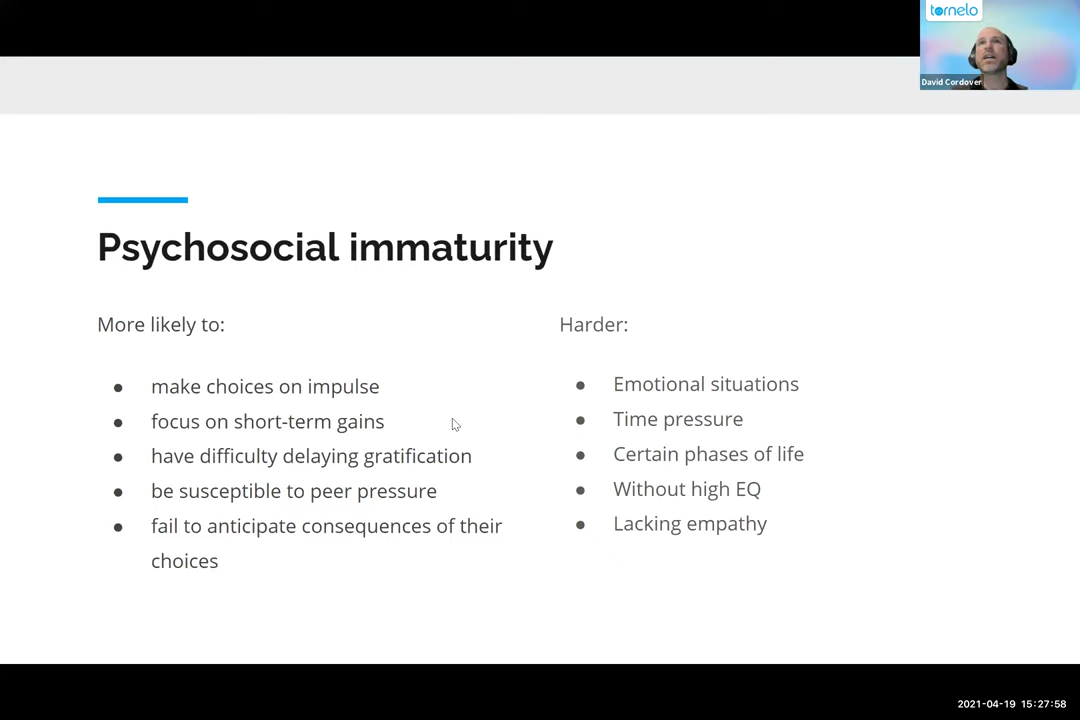 tornelo
David Cordover
Psychosocial immaturity
More likely to:
● make choices on impulse
● focus on short-term gains
● have difficulty delaying gratification
● be susceptible to peer pressure
● fail to anticipate consequences of their
choices
Harder:
● Emotional situations
● Time pressure
● Certain phases of life
● Without high EQ
● Lacking empathy
2021-04-19 15:27:58